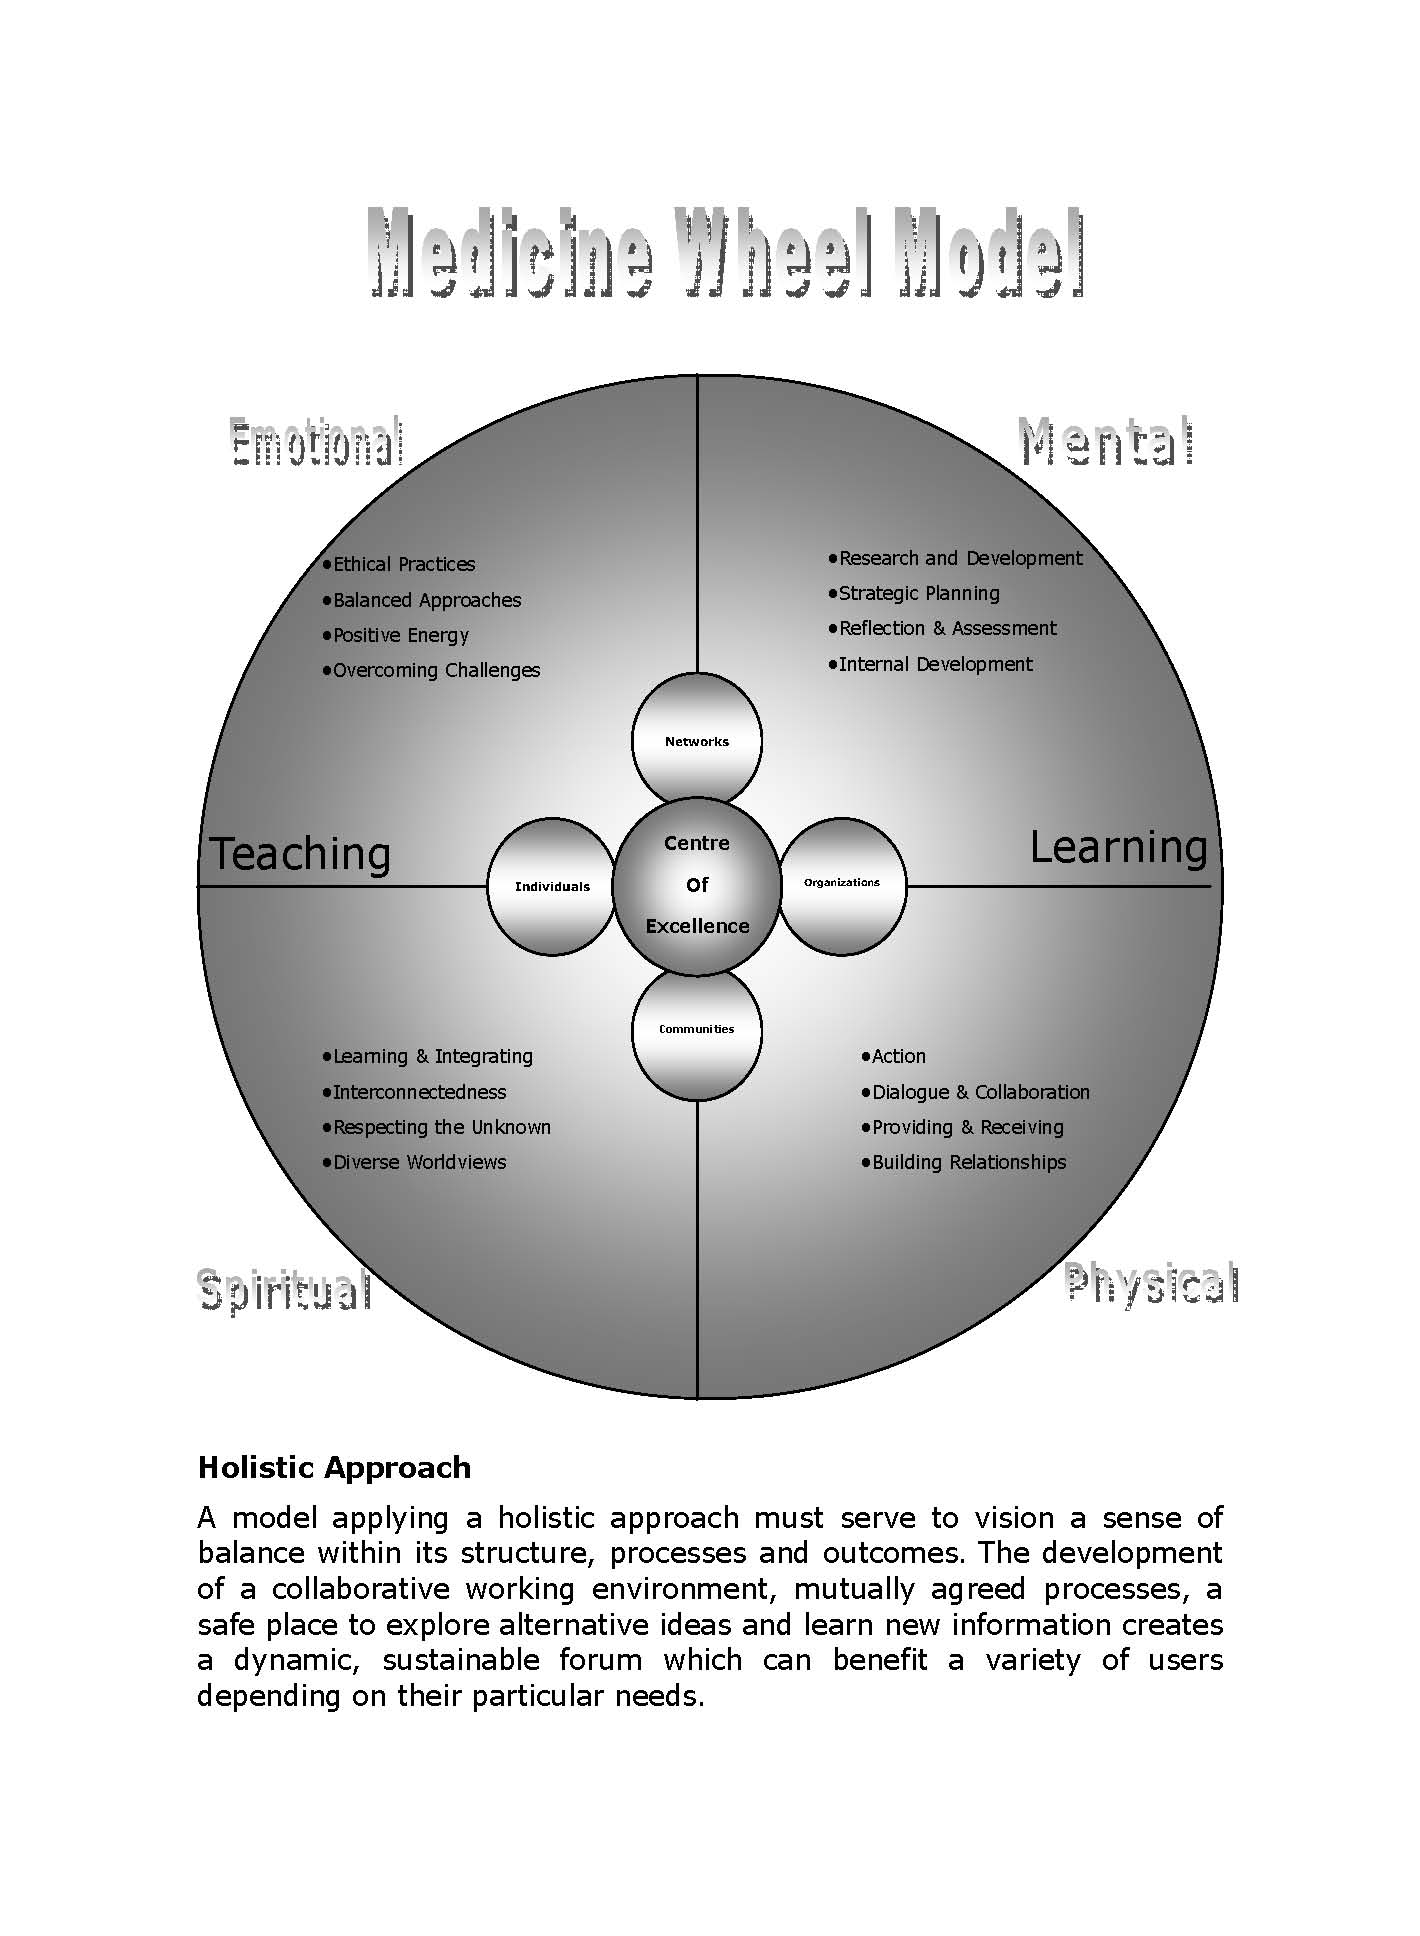 Medicine Wheel Model
Emotional
Mental
•Ethical Practices
•Balanced Approaches
•Positive Energy
•Overcoming Challenges
•Research and Development
•Strategic Planning
•Reflection & Assessment
•Internal Development
Networks
Teaching
Learning
Individuals
Centre
Of
Excellence
Organizations
Communities
•Learning & Integrating
•Interconnectedness
•Respecting the Unknown
•Diverse Worldviews
•Action
•Dialogue & Collaboration
•Providing & Receiving
•Building Relationships
Spiritual
Physical
Holistic Approach
A model applying a holistic approach must serve to vision a sense of
balance within its structure, processes and outcomes. The development
of a collaborative working environment, mutually agreed processes, a
safe place to explore alternative ideas and learn new information creates
a dynamic, sustainable forum which can benefit a variety of users
depending on their particular needs.